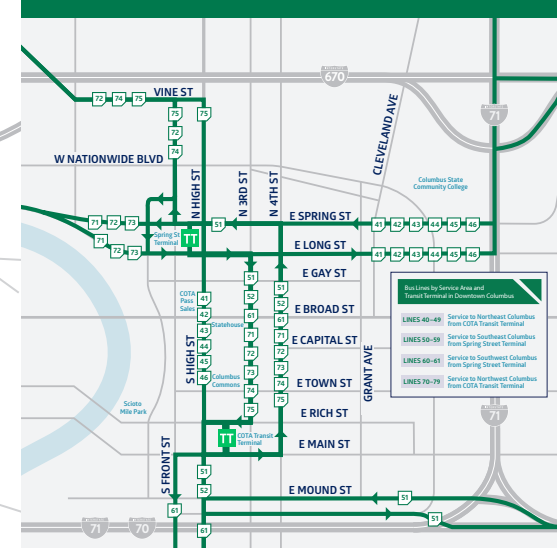 670
VINE ST
72 74 75
75
75
72
74
71
W NATIONWIDE BLVD
CLEVELAND AVE
Columbus State
Community College
N HIGH ST
N 3RD ST
N 4TH ST
E SPRING ST
71 72 73
51
41 42 43 44 45 46
71
Spring St
Terminal
TT
72 73
E LONG ST
41 42 43 44 45 46
E GAY ST
51
51
COTA
Pass
Sales
41
52
52
42
E BROAD ST
61
61
Statehouse
43
71
71
E CAPITAL ST
44
72
72
45
73
73
46
Columbus
Commons
74
74
E TOWN ST
75
75
S HIGH ST
GRANT AVE
Bus Lines by Service Area and
Transit Terminal in Downtown Columbus
LINES 40–49
Service to Northeast Columbus
from COTA Transit Terminal
LINES 50–59
Service to Southeast Columbus
from Spring Street Terminal
LINES 60–61
Service to Southwest Columbus
from Spring Street Terminal
LINES 70–79
Service to Northwest Columbus
from COTA Transit Terminal
Scioto
Mile Park
E RICH ST
71
TT
COTA Transit
Terminal
E MAIN ST
S FRONT ST
51
52
E MOUND ST
51
61
51
61
71
70